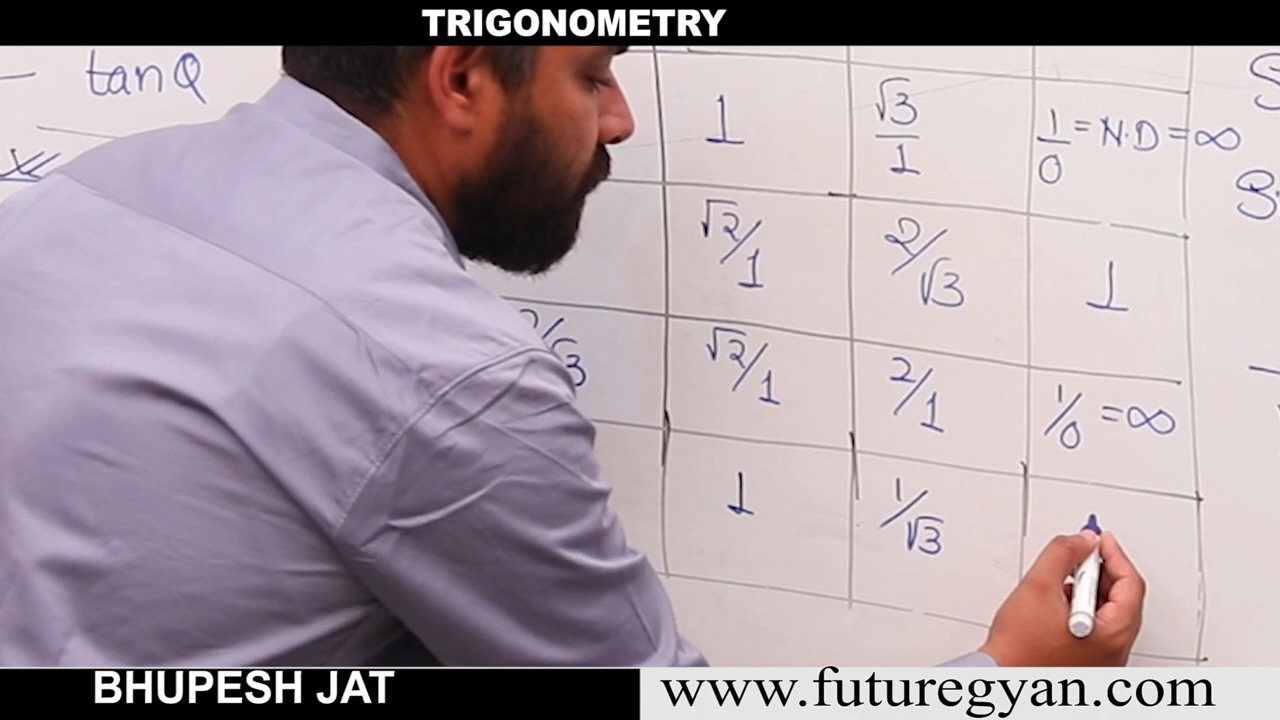 TRIGONOMETRY
tanθ
1 √3/1 1/0 = N.D = ∞
√2/1 2/√3 1
√2/1 2/1 1/0 = ∞
1 1/√3
BHUPESH JAT
www.futuregyan.com